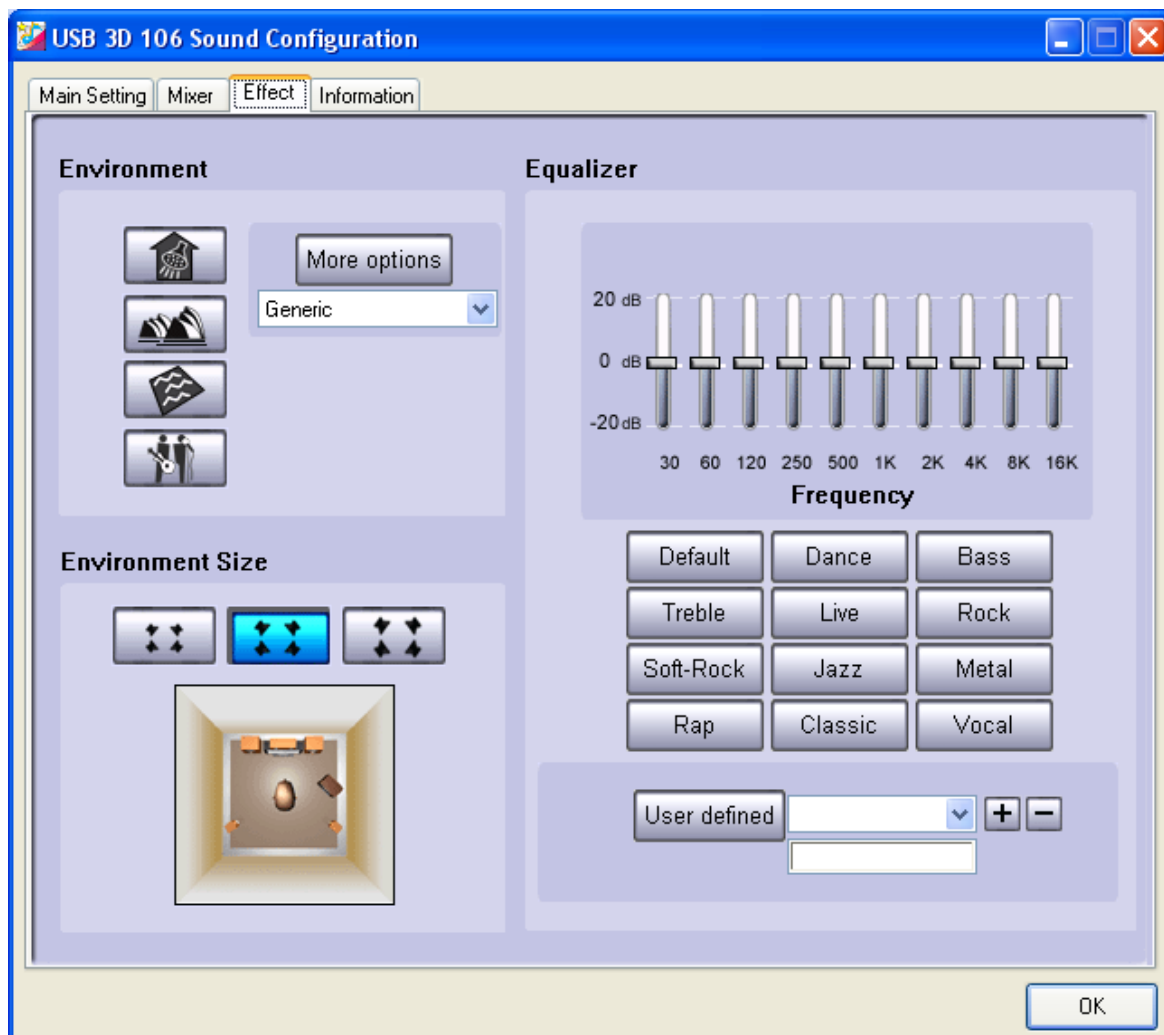 USB 3D 106 Sound Configuration
Main Setting Mixer Effect Information
Environment
More options
Generic
Environment Size
Equalizer
20 dB
0 dB
-20 dB
30 60 120 250 500 1K 2K 4K 8K 16K
Frequency
Default Dance Bass
Treble Live Rock
Soft-Rock Jazz Metal
Rap Classic Vocal
User defined
OK